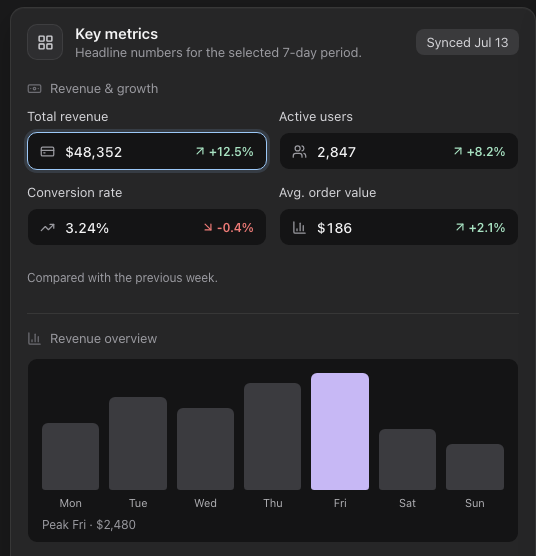 Key metrics
Headline numbers for the selected 7-day period.
Synced Jul 13
Revenue & growth
Total revenue
Active users
$48,352 +12.5%
2,847 +8.2%
Conversion rate
Avg. order value
3.24% -0.4%
$186 +2.1%
Compared with the previous week.
Revenue overview
Mon Tue Wed Thu Fri Sat Sun
Peak Fri · $2,480